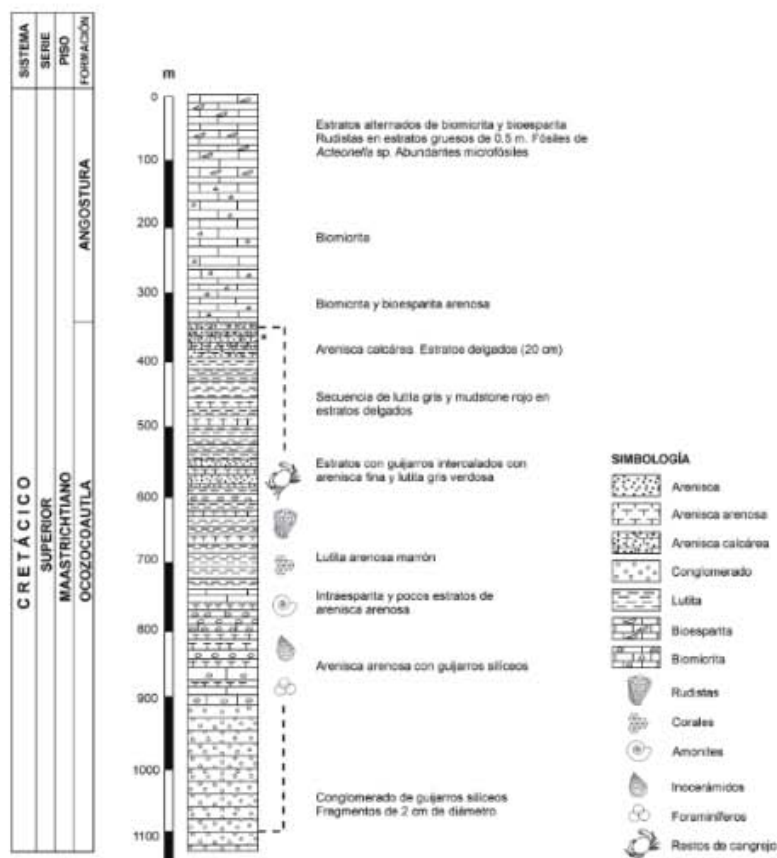 SISTEMA
SERIE
PISO
FORMACIÓN
CRETÁCICO
SUPERIOR
MAASTRICHTIANO
ANGOSTURA
OCOZOCOAUTLA
m
0
100
200
300
400
500
600
700
800
900
1000
1100
Estratos alternados de biomicrita y bioesparita
Rudistas en estratos gruesos de 0.5 m. Fósiles de
Acteonella sp. Abundantes microfósiles
Biomicrita
Biomicrita y bioesparita arenosa
Arenisca calcárea. Estratos delgados (20 cm)
Secuencia de lutita gris y mudstone rojo en
estratos delgados
Estratos con guijarros intercalados con
arenisca fina y lutita gris verdosa
Lutita arenosa marrón
Intraesparita y pocos estratos de
arenisca arenosa
Arenisca arenosa con guijarros silíceos
Conglomerado de guijarros silíceos
Fragmentos de 2 cm de diámetro
SIMBOLOGÍA
Arenisca
Arenisca arenosa
Arenisca calcárea
Conglomerado
Lutita
Bioesparita
Biomicrita
Rudistas
Corales
Amonites
Inocerámidos
Foraminíferos
Restos de cangrejo